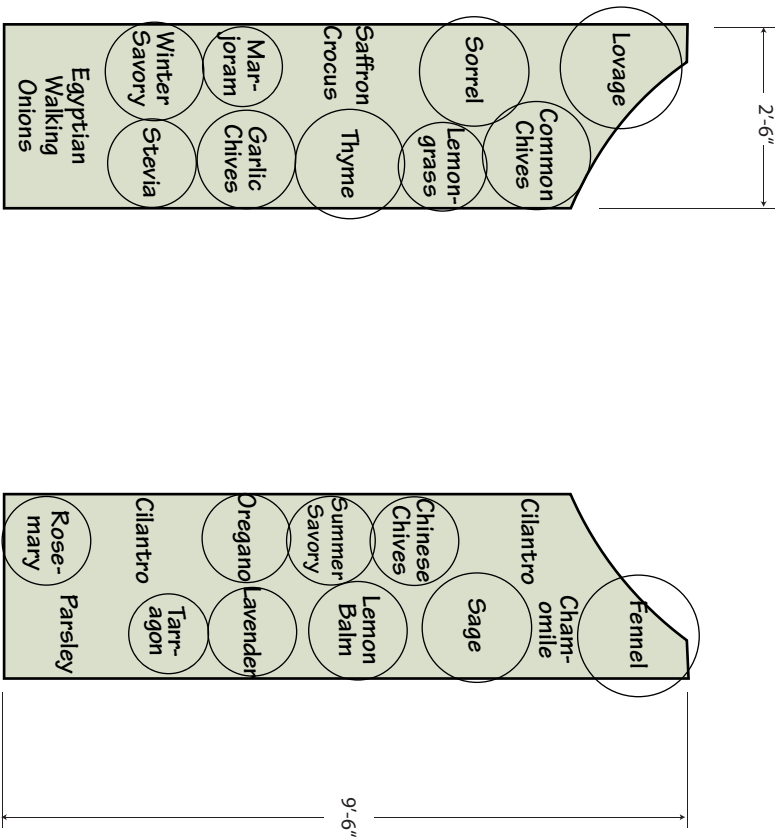 Egyptian
Walking
Onions
Winter
Savory
Stevia
Mar-
joram
Garlic
Chives
Saffron
Crocus
Thyme
Sorrel
Lemon-
grass
Common
Chives
Lovage
2'-6"
Rose-
mary
Parsley
Cilantro
Tarr-
agon
Oregano
Lavender
Summer
Savory
Lemon
Balm
Chinese
Chives
Sage
Cilantro
Cham-
omile
Fennel
9'-6"